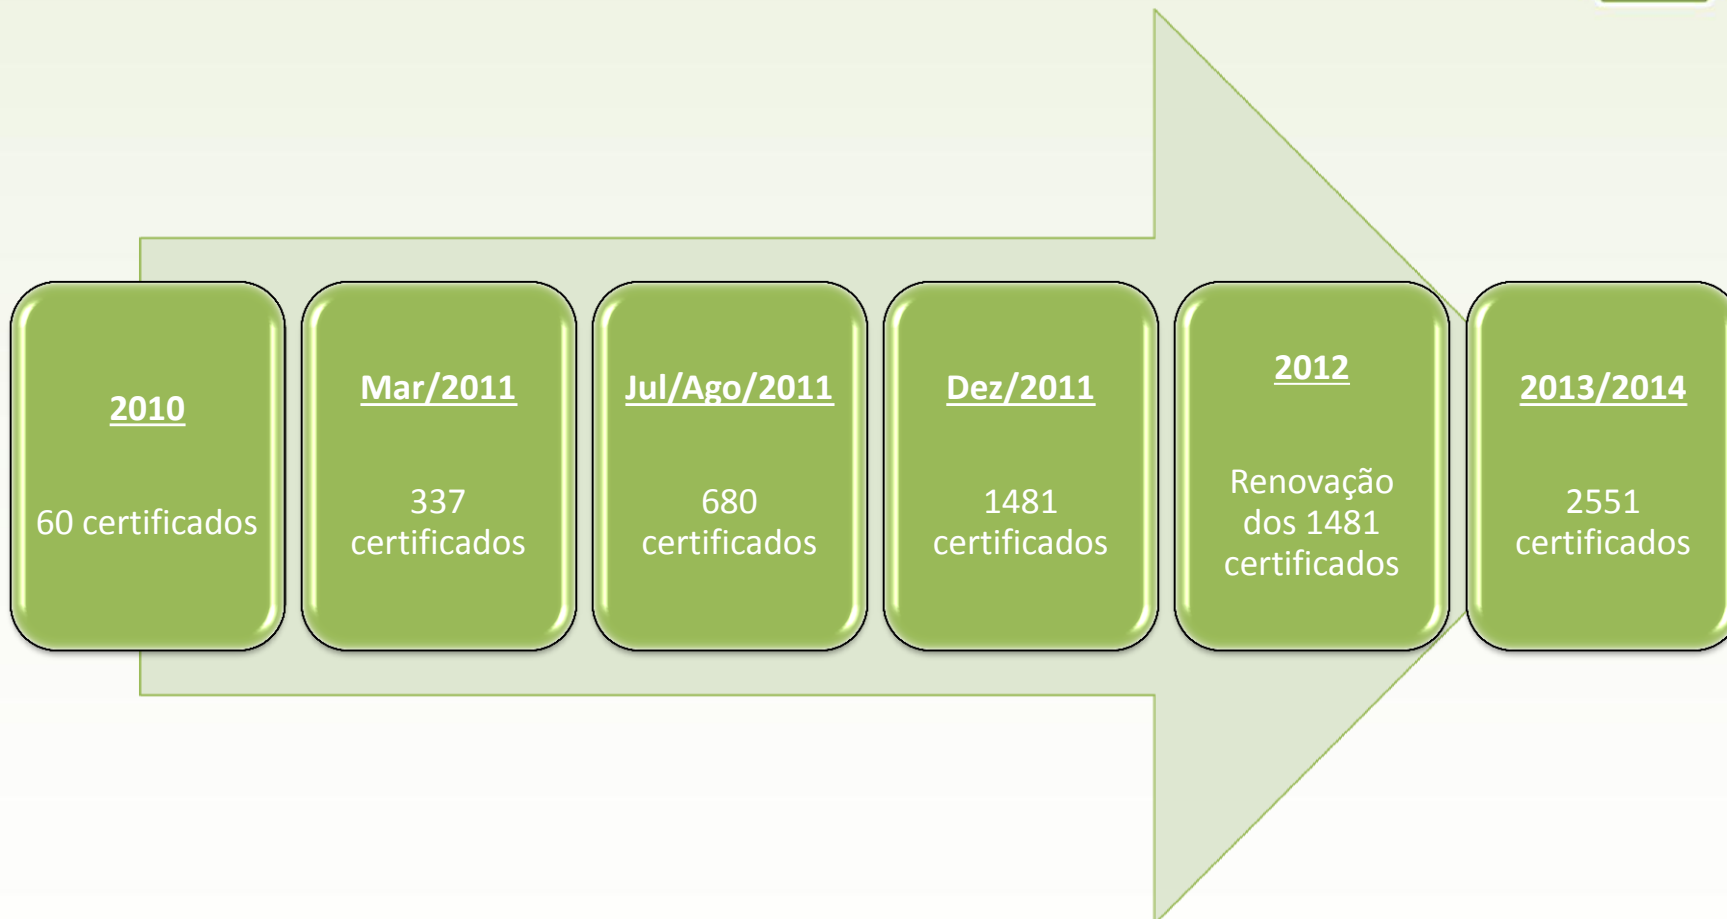 2010
60 certificados
Mar/2011
337
certificados
Jul/Ago/2011
680
certificados
Dez/2011
1481
certificados
2012
Renovação
dos 1481
certificados
2013/2014
2551
certificados